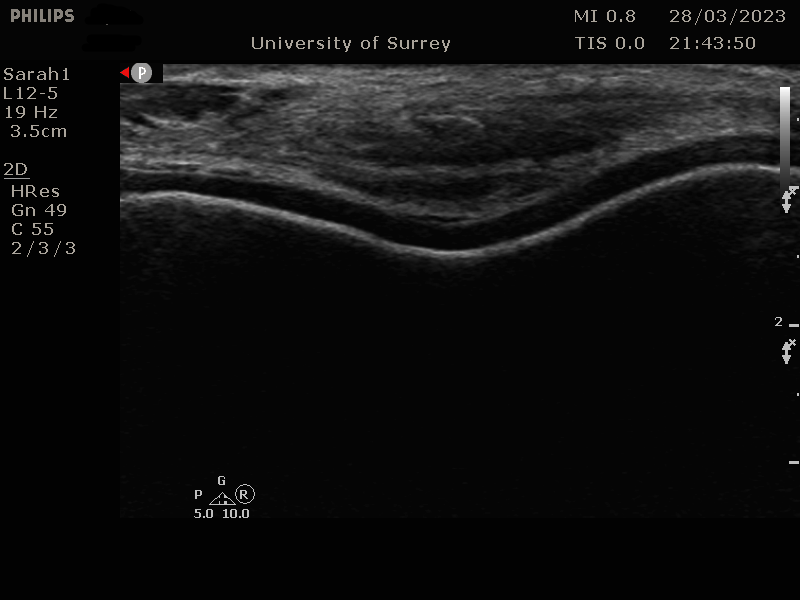 PHILIPS
MI 0.8 28/03/2023
University of Surrey TIS 0.0 21:43:50
Sarah1
P
L12-5
19 Hz
3.5cm
2D
HRes
Gn 49
C 55
2/3/3
2
G
P R
5.0 10.0